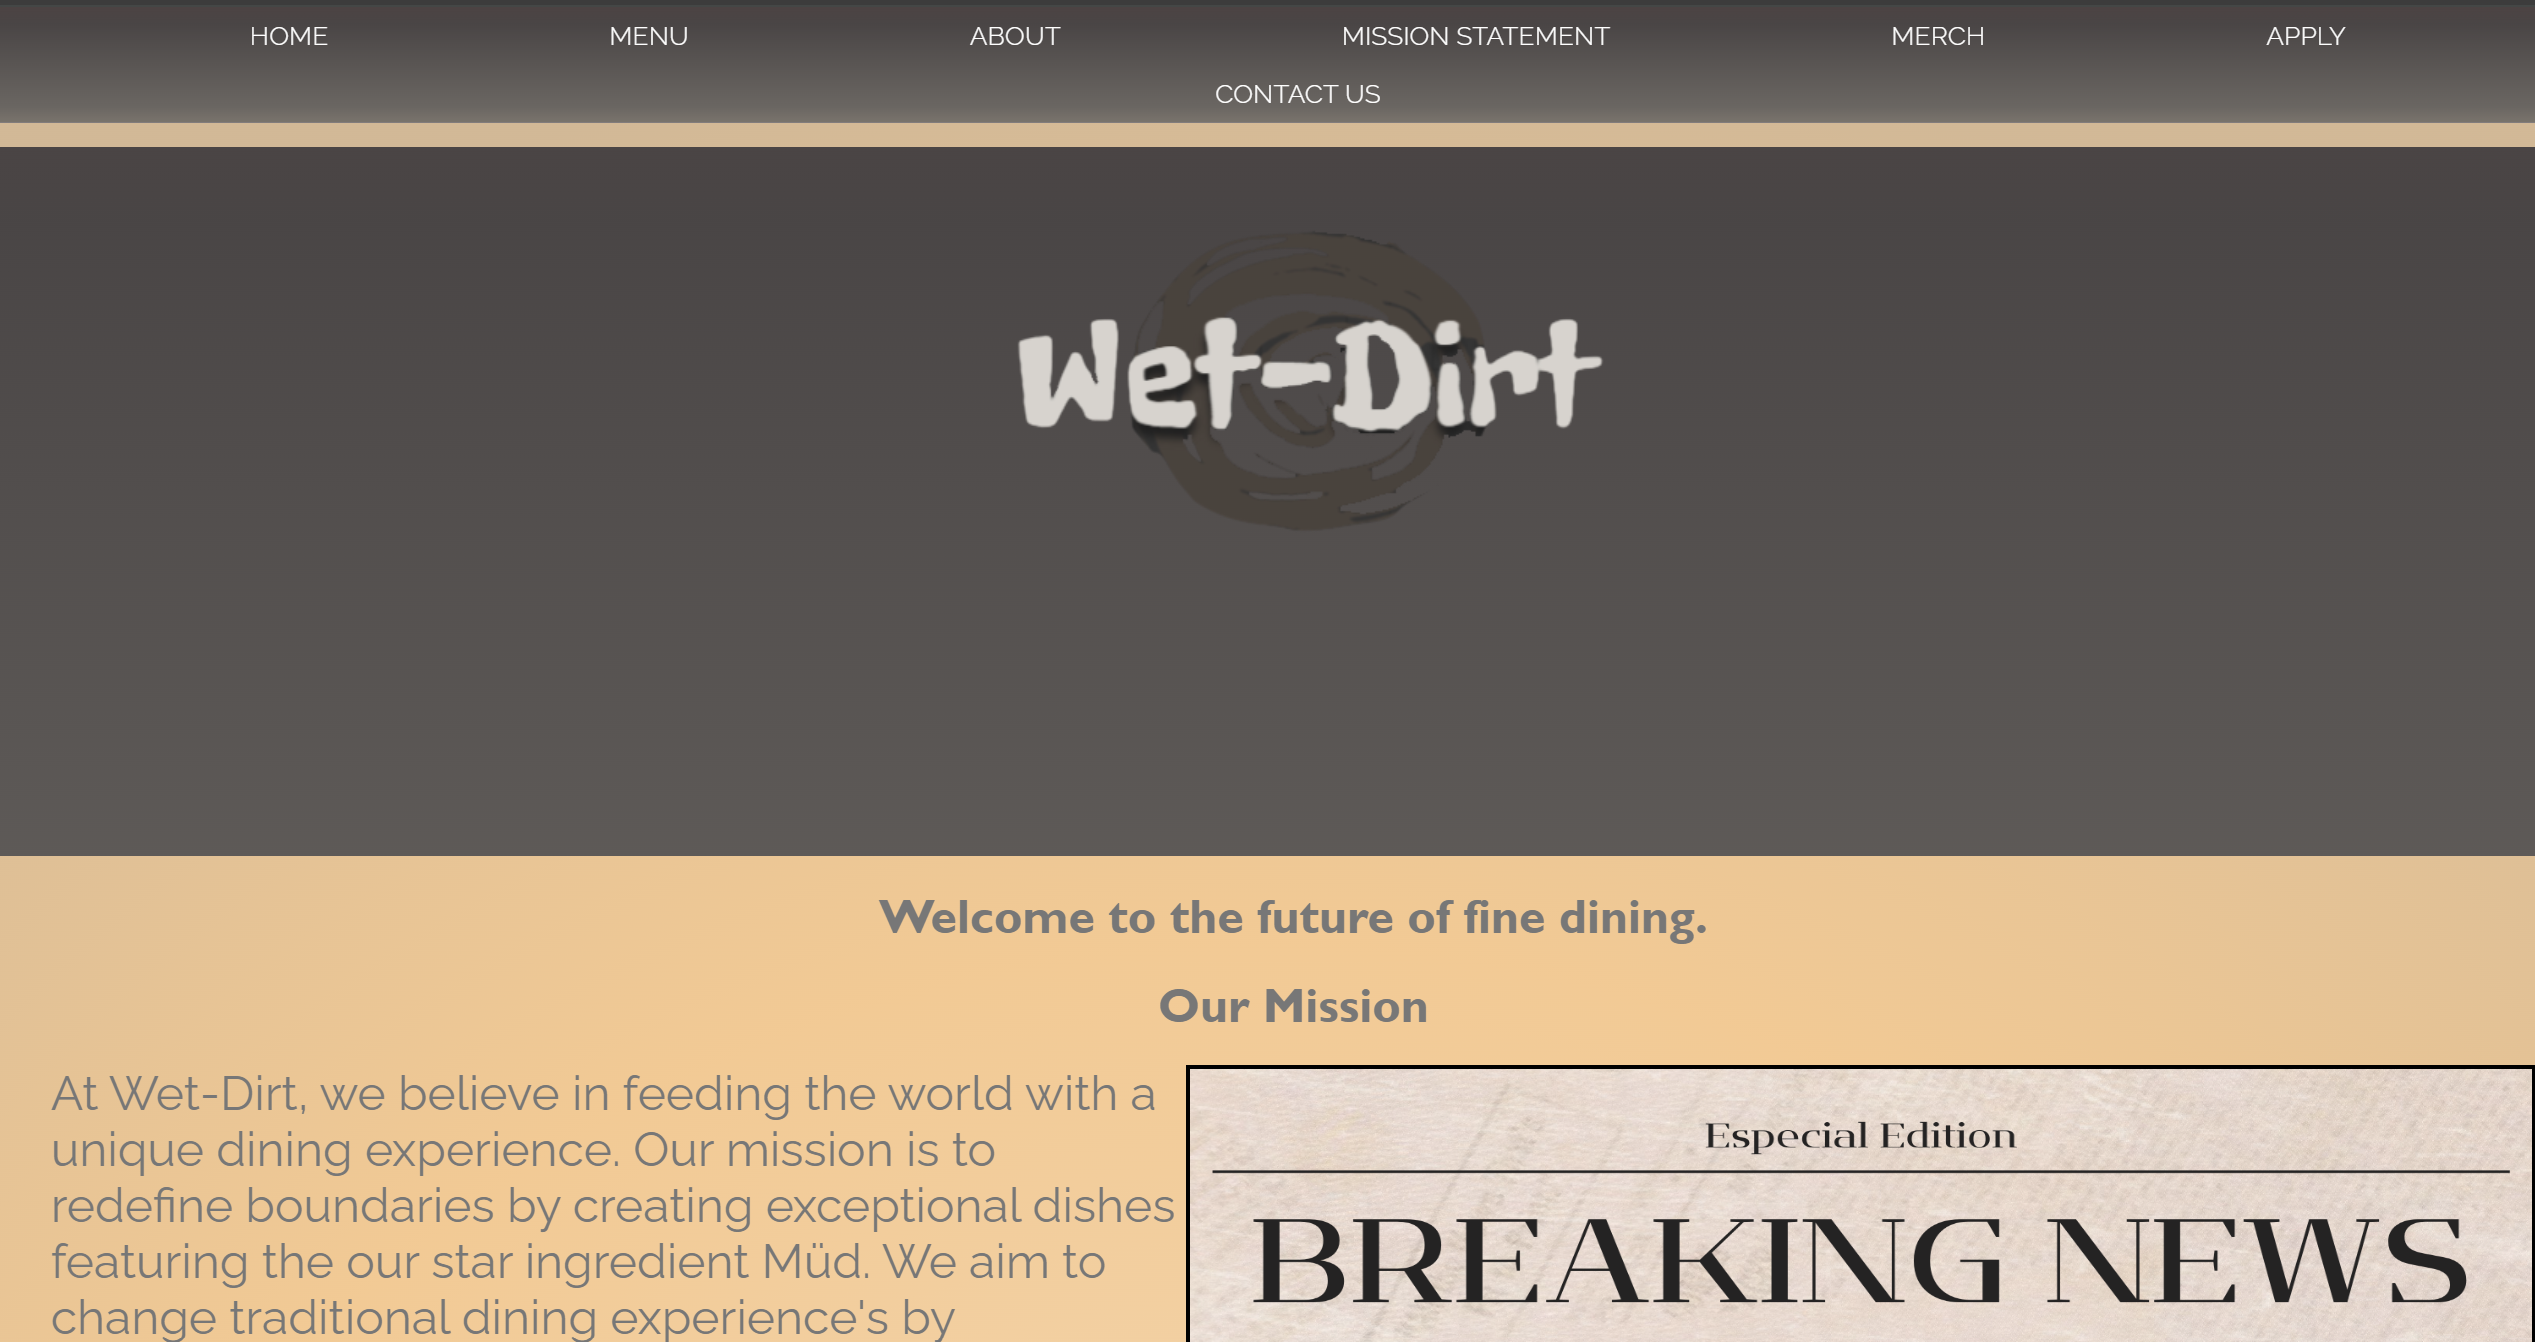 HOME MENU ABOUT MISSION STATEMENT MERCH APPLY
CONTACT US
Wet-Dirt
Welcome to the future of fine dining.
Our Mission
At Wet-Dirt, we believe in feeding the world with a
unique dining experience. Our mission is to
redefine boundaries by creating exceptional dishes
featuring the our star ingredient Müd. We aim to
change traditional dining experience's by
Especial Edition
BREAKING NEWS